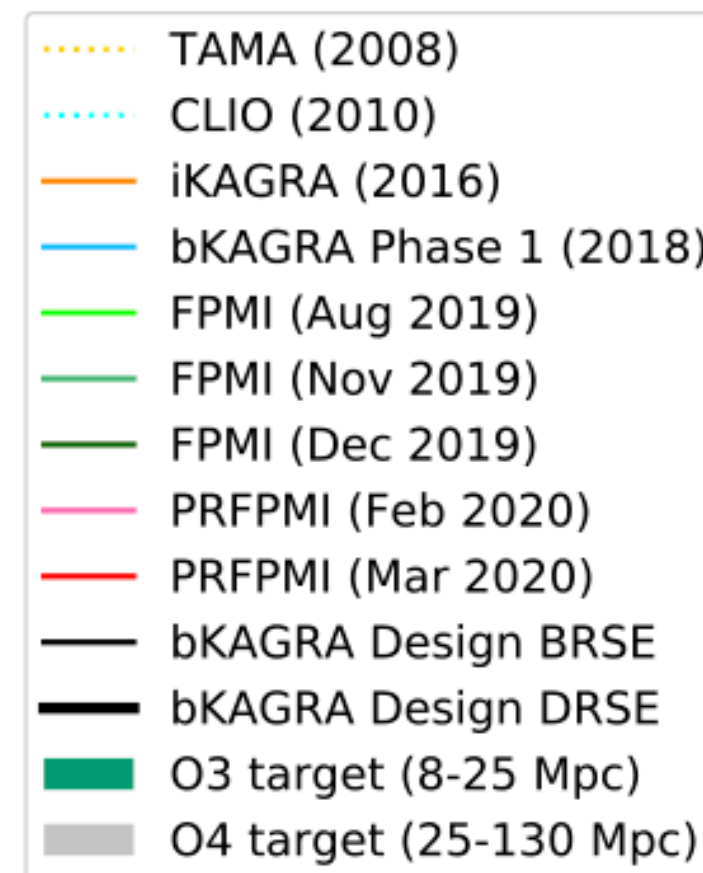 TAMA (2008)
CLIO (2010)
iKAGRA (2016)
bKAGRA Phase 1 (2018)
FPMI (Aug 2019)
FPMI (Nov 2019)
FPMI (Dec 2019)
PRFPMI (Feb 2020)
PRFPMI (Mar 2020)
bKAGRA Design BRSE
bKAGRA Design DRSE
O3 target (8-25 Mpc)
O4 target (25-130 Mpc)